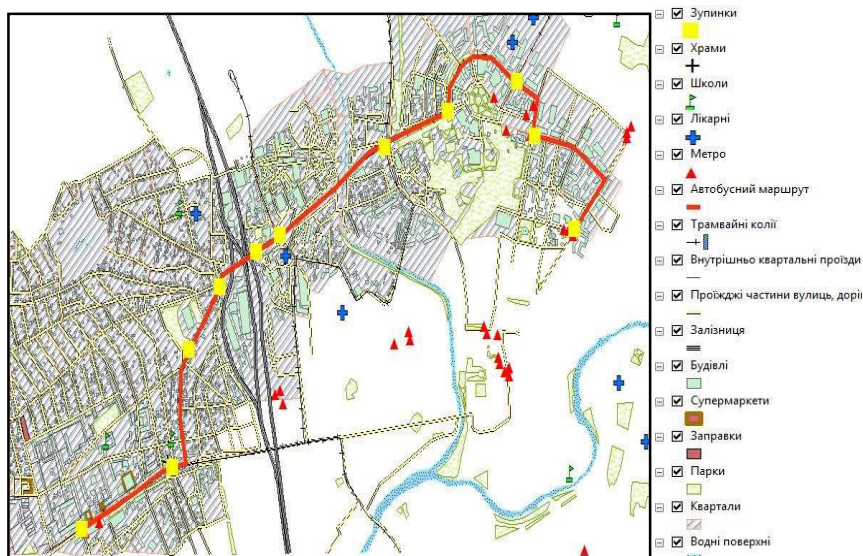 Зупинки
Храми
Школи
Лікарні
Метро
Автобусний маршрут
Трамвайні колії
Внутрішньо квартальні проїзди
Проїжджі частини вулиць, дорі
Залізниця
Будівлі
Супермаркети
Заправки
Парки
Квартали
Водні поверхні